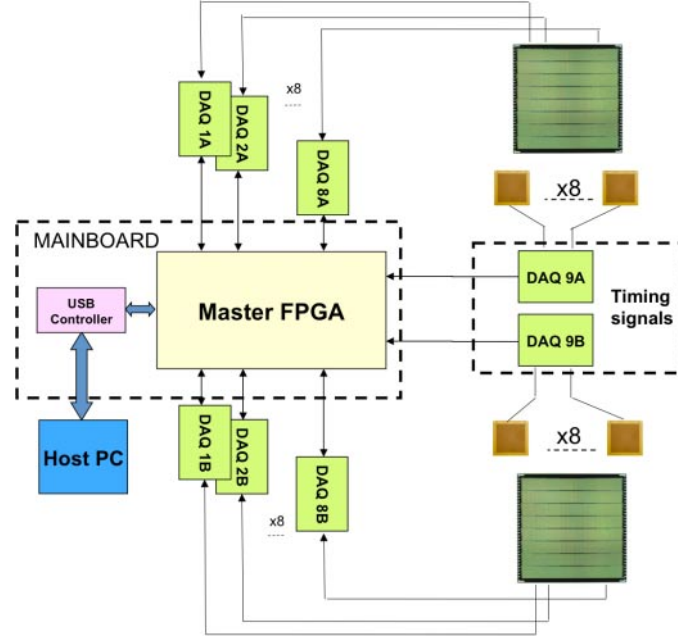 DAQ 1A
DAQ 2A
x8
DAQ 8A
x8
MAINBOARD
USB
Controller
Master FPGA
DAQ 9A
Timing
signals
DAQ 9B
Host PC
DAQ 1B
DAQ 2B
x8
DAQ 8B
x8